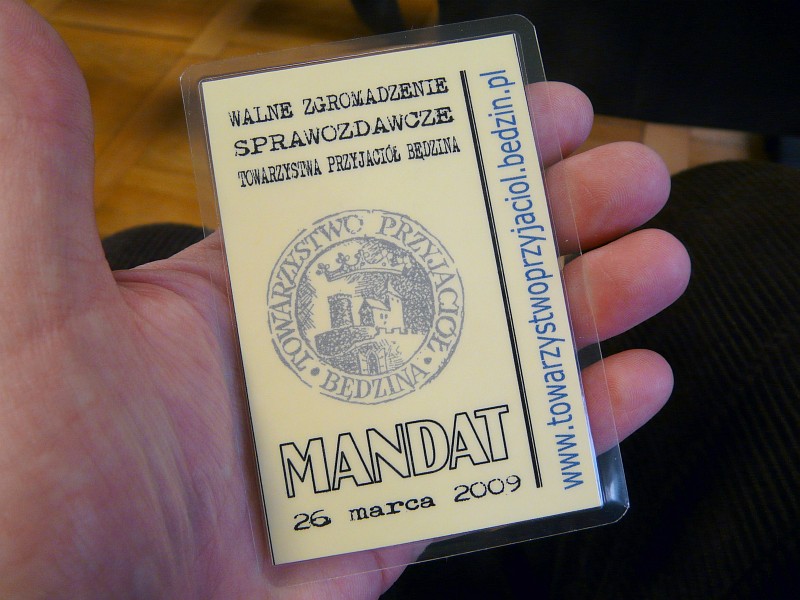 WALNE ZGROMADZENIE
SPRAWOZDAWCZE
TOWARZYSTWA PRZYJACIÓŁ BĘDZINA
TOWARZYSTWO PRZYJACIÓŁ • BĘDZINA •
MANDAT
26 marca 2009
www.towarzystwoprzyjaciol.bedzin.pl